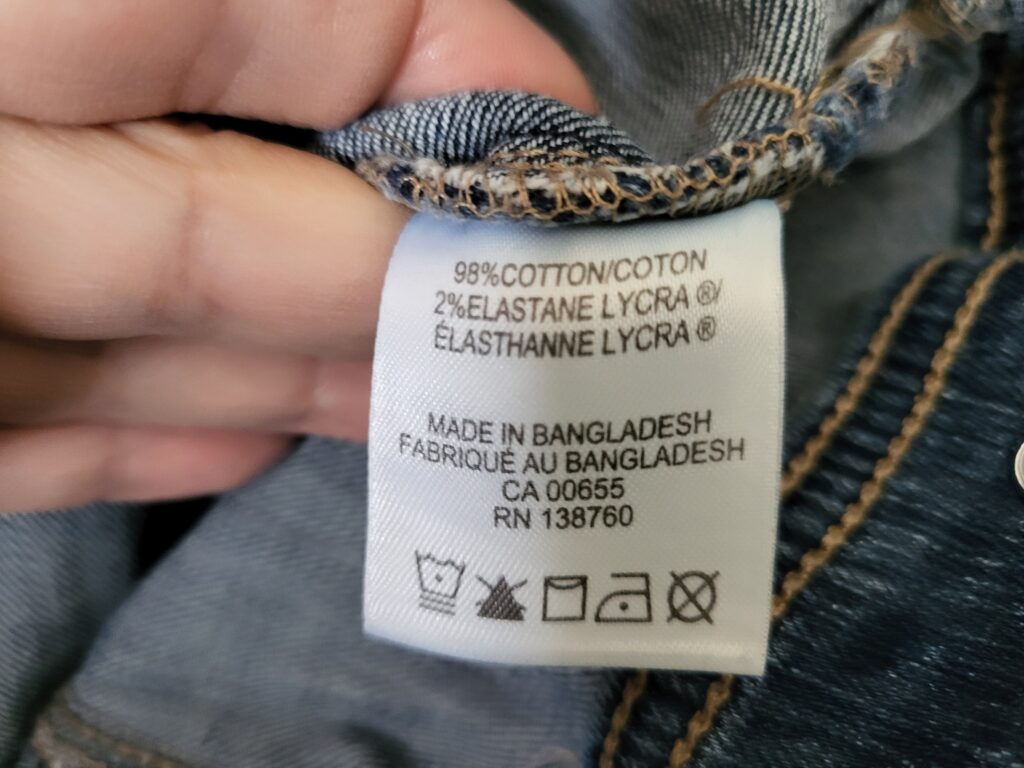 98%COTTON/COTON
2%ELASTANE LYCRA ®/
ÉLASTHANNE LYCRA ®
MADE IN BANGLADESH
FABRIQUÉ AU BANGLADESH
CA 00655
RN 138760